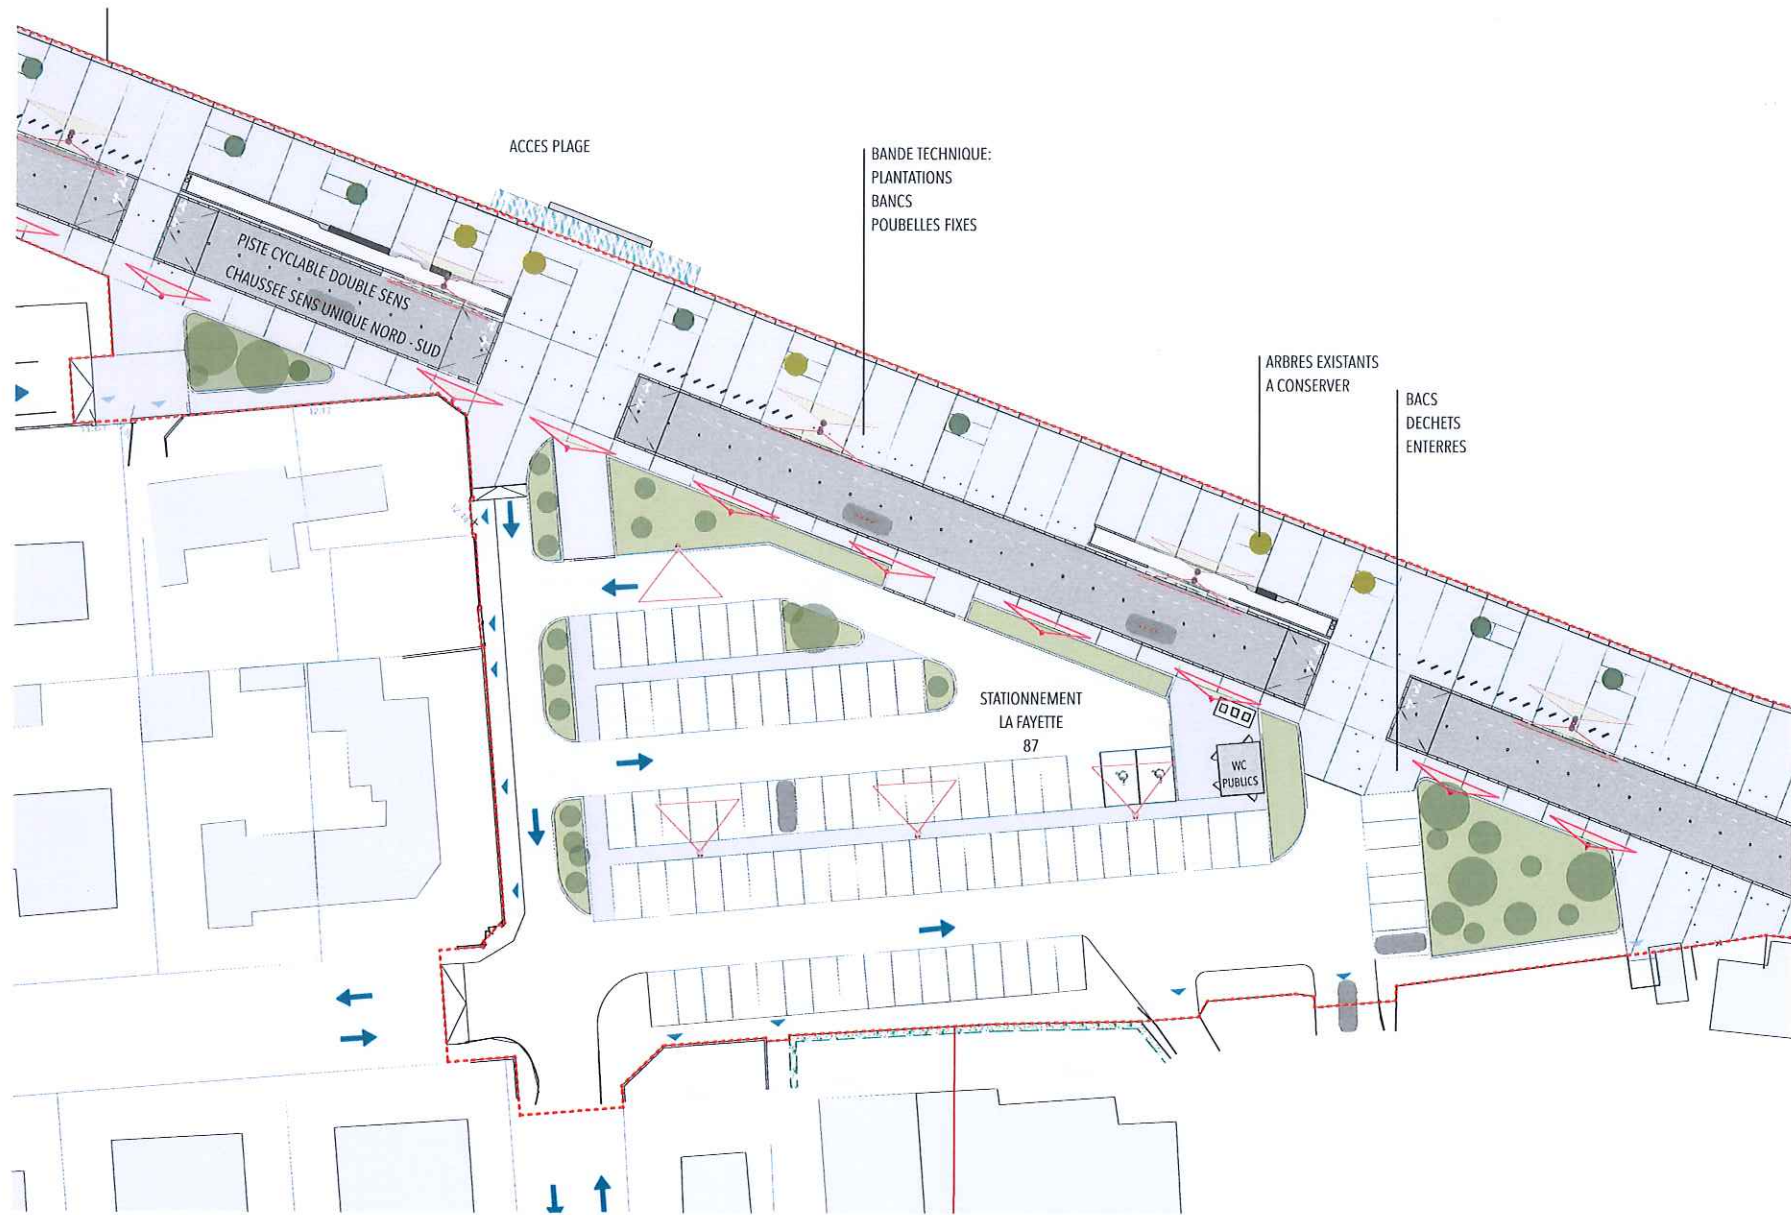 ACCES PLAGE
BANDE TECHNIQUE:
PLANTATIONS
BANCS
POUBELLES FIXES
PISTE CYCLABLE DOUBLE SENS
CHAUSSEE SENS UNIQUE NORD - SUD
ARBRES EXISTANTS
A CONSERVER
BACS
DECHETS
ENTERRES
STATIONNEMENT
LA FAYETTE
87
WC
PUBLICS